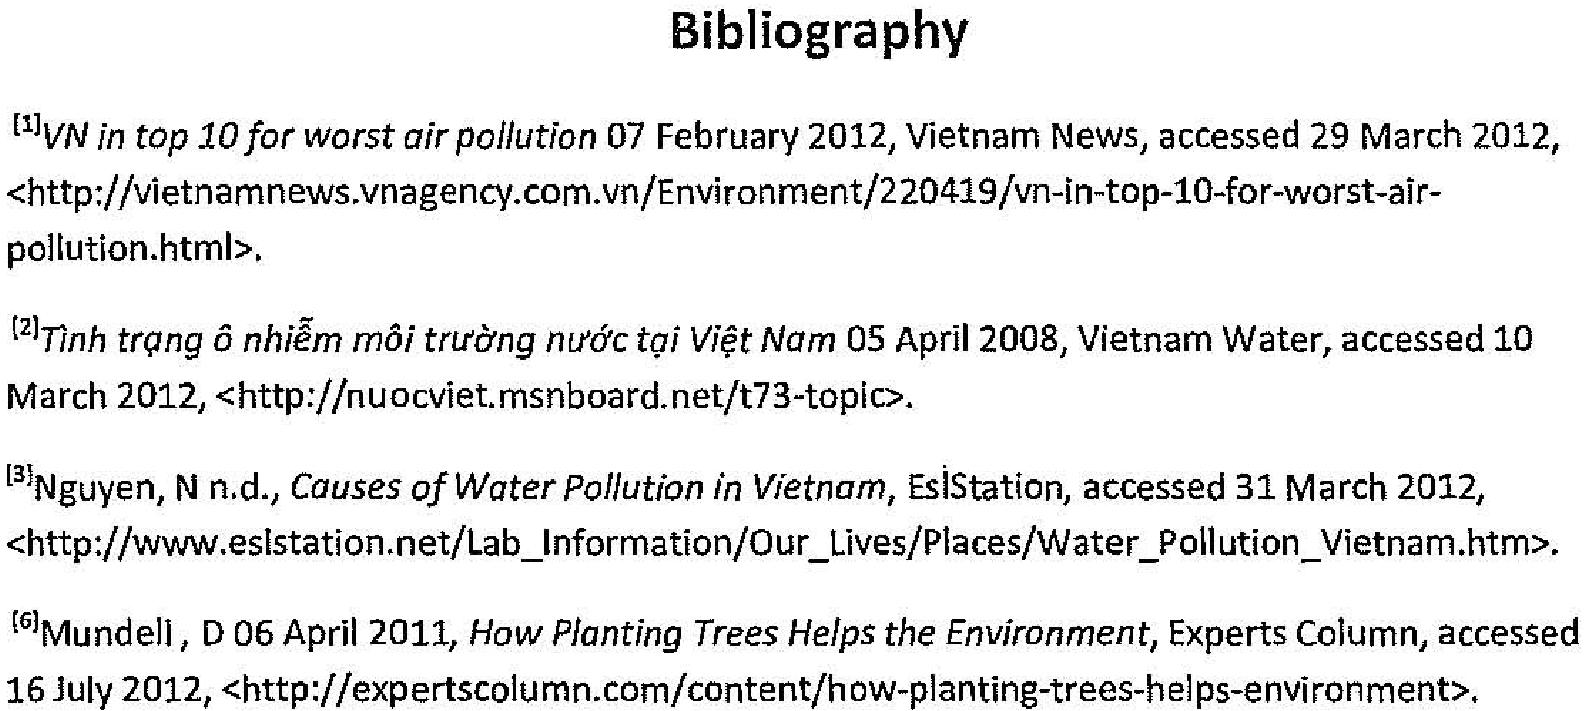 Bibliography
[1]VN in top 10 for worst air pollution 07 February 2012, Vietnam News, accessed 29 March 2012,
<http://vietnamnews.vnagency.com.vn/Environment/220419/vn-in-top-10-for-worst-air-
pollution.html>.
[2]Tình trạng ô nhiễm môi trường nước tại Việt Nam 05 April 2008, Vietnam Water, accessed 10
March 2012, <http://nuocviet.msnboard.net/t73-topic>.
[3]Nguyen, N n.d., Causes of Water Pollution in Vietnam, EslStation, accessed 31 March 2012,
<http://www.eslstation.net/Lab_Information/Our_Lives/Places/Water_Pollution_Vietnam.htm>.
[6]Mundell, D 06 April 2011, How Planting Trees Helps the Environment, Experts Column, accessed
16 July 2012, <http://expertscolumn.com/content/how-planting-trees-helps-environment>.